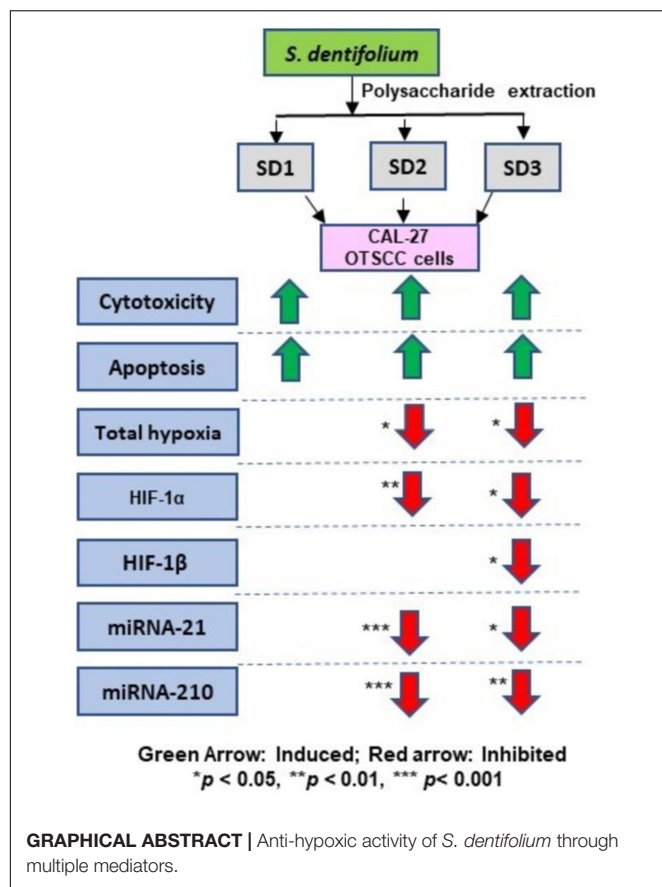 S. dentifolium
Polysaccharide extraction
SD1 SD2 SD3
CAL-27
OTSCC cells
Cytotoxicity
Apoptosis
Total hypoxia * *
HIF-1α ** *
HIF-1β *
miRNA-21 *** *
miRNA-210 *** **
Green Arrow: Induced; Red arrow: Inhibited
*p < 0.05, **p < 0.01, *** p< 0.001
GRAPHICAL ABSTRACT | Anti-hypoxic activity of S. dentifolium through
multiple mediators.